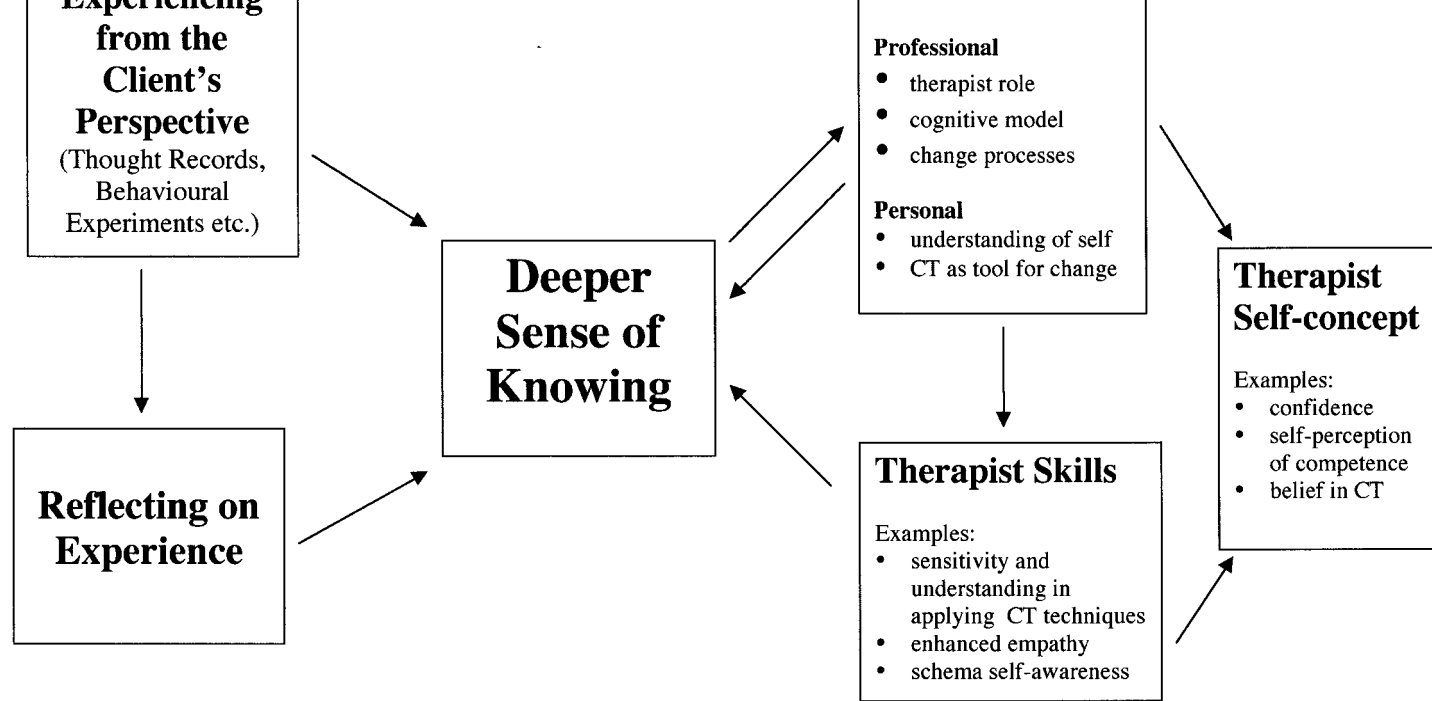 Experiencing
from the
Client's
Perspective
(Thought Records,
Behavioural
Experiments etc.)
Reflecting on
Experience
Deeper
Sense of
Knowing
Professional
• therapist role
• cognitive model
• change processes
Personal
• understanding of self
• CT as tool for change
Therapist Skills
Examples:
• sensitivity and
understanding in
applying CT techniques
• enhanced empathy
• schema self-awareness
Therapist
Self-concept
Examples:
• confidence
• self-perception
of competence
• belief in CT